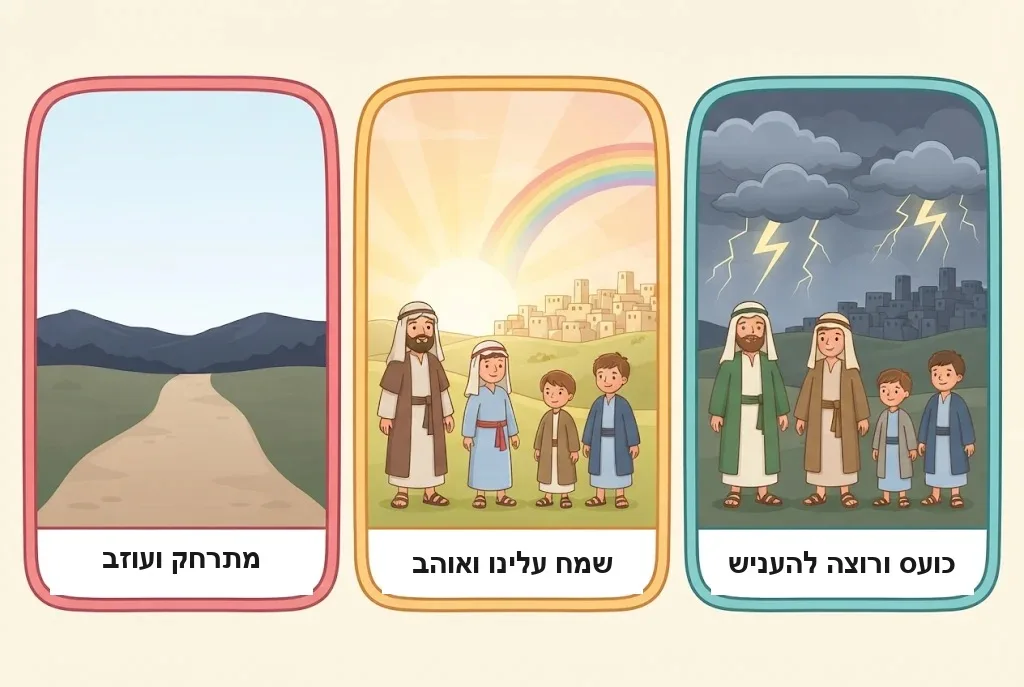 כועס ורוצה להעניש
שמח עלינו ואוהב
מתרחק ועוזב